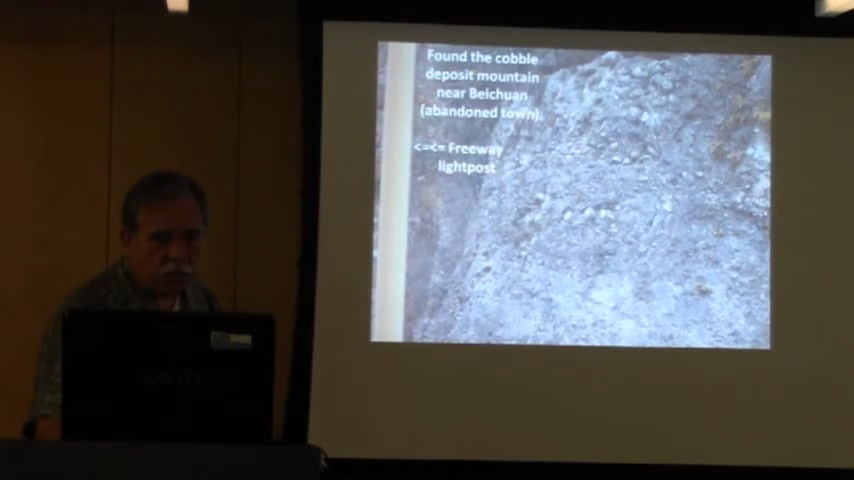 Found the cobble
deposit mountain
near Beichuan
(abandoned town).
<=<= Freeway
lightpost